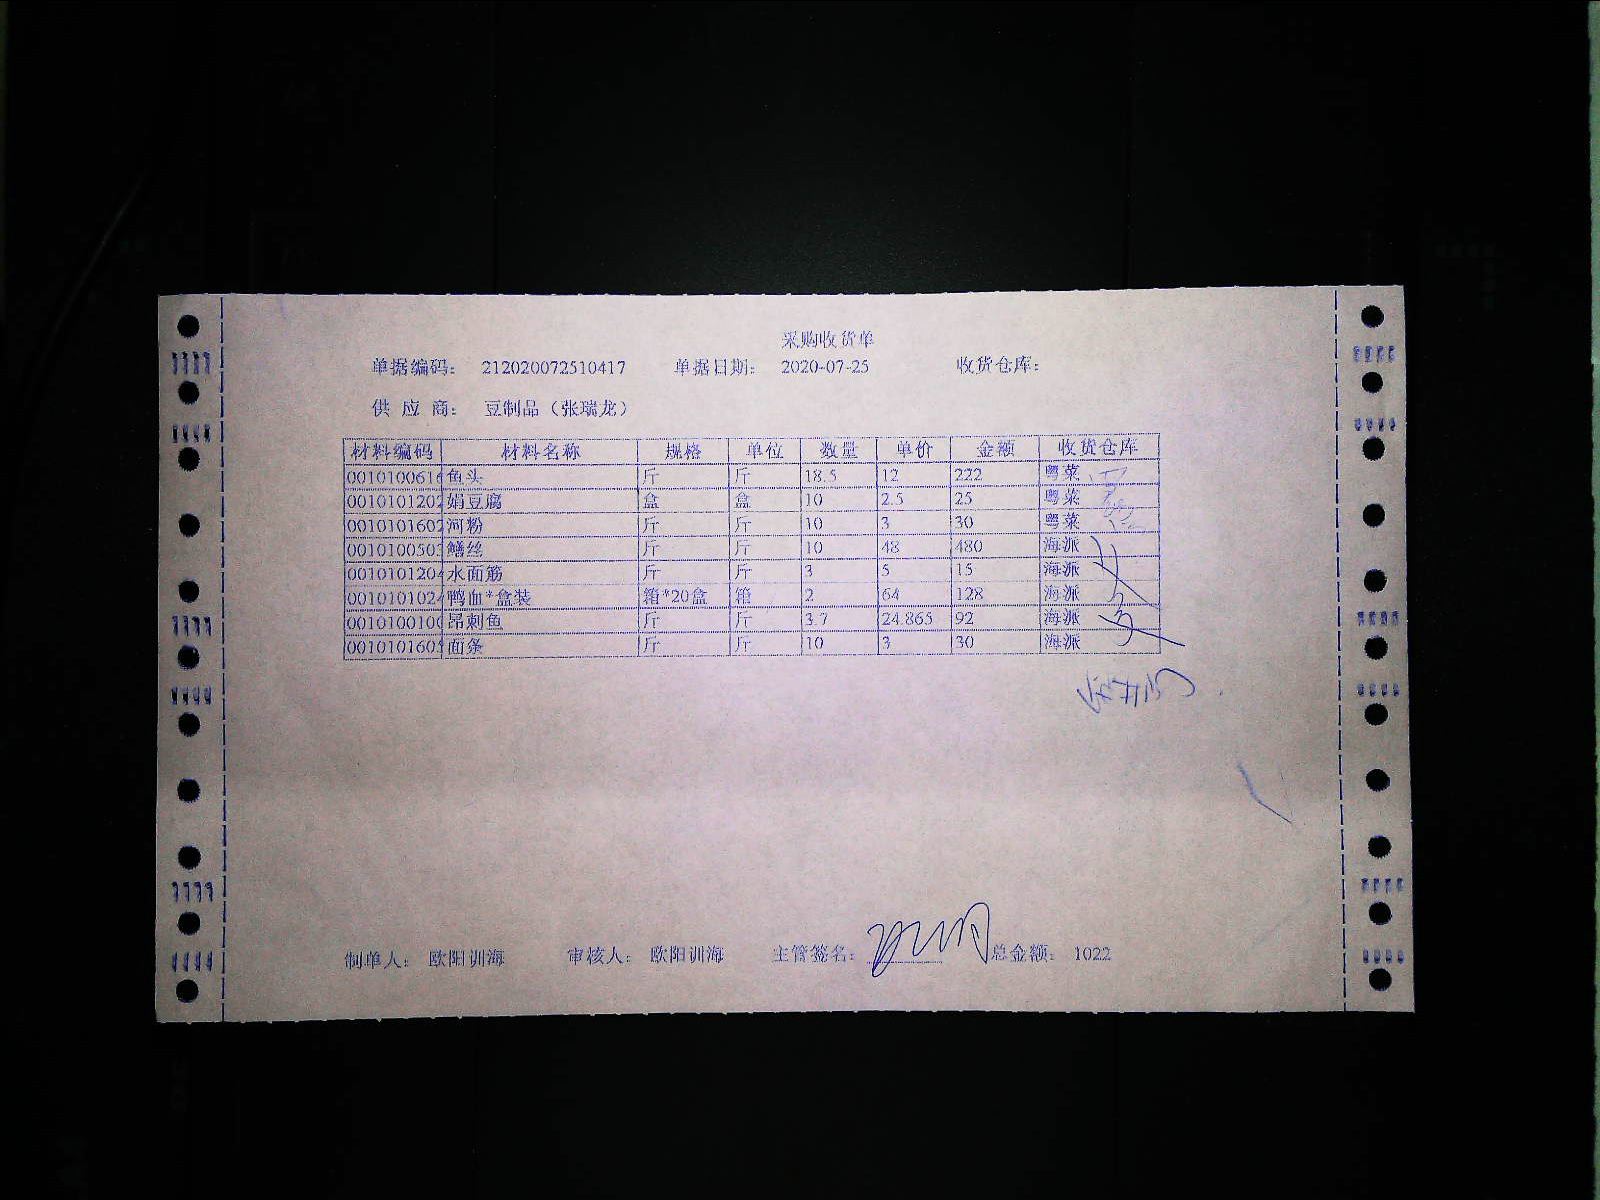 采购收货单
单据编码： 212020072510417 单据日期： 2020-07-25 收货仓库：
供 应 商： 豆制品（张瑞龙）
材料编码 材料名称 规格 单位 数量 单价 金额 收货仓库
001010061 鱼头 斤 斤 18.5 12 222 粤菜
001010120 娟豆腐 盒 盒 10 2.5 25 粤菜
001010160 河粉 斤 斤 10 3 30 粤菜
001010050 鳝丝 斤 斤 10 48 480 海派
001010120 水面筋 斤 斤 3 5 15 海派
001010102 鸭血*盒装 箱*20盒 箱 2 64 128 海派
001010010 昂刺鱼 斤 斤 3.7 24.865 92 海派
001010160 面条 斤 斤 10 3 30 海派
制单人： 欧阳训海 审核人： 欧阳训海 主管签名： 总金额： 1022